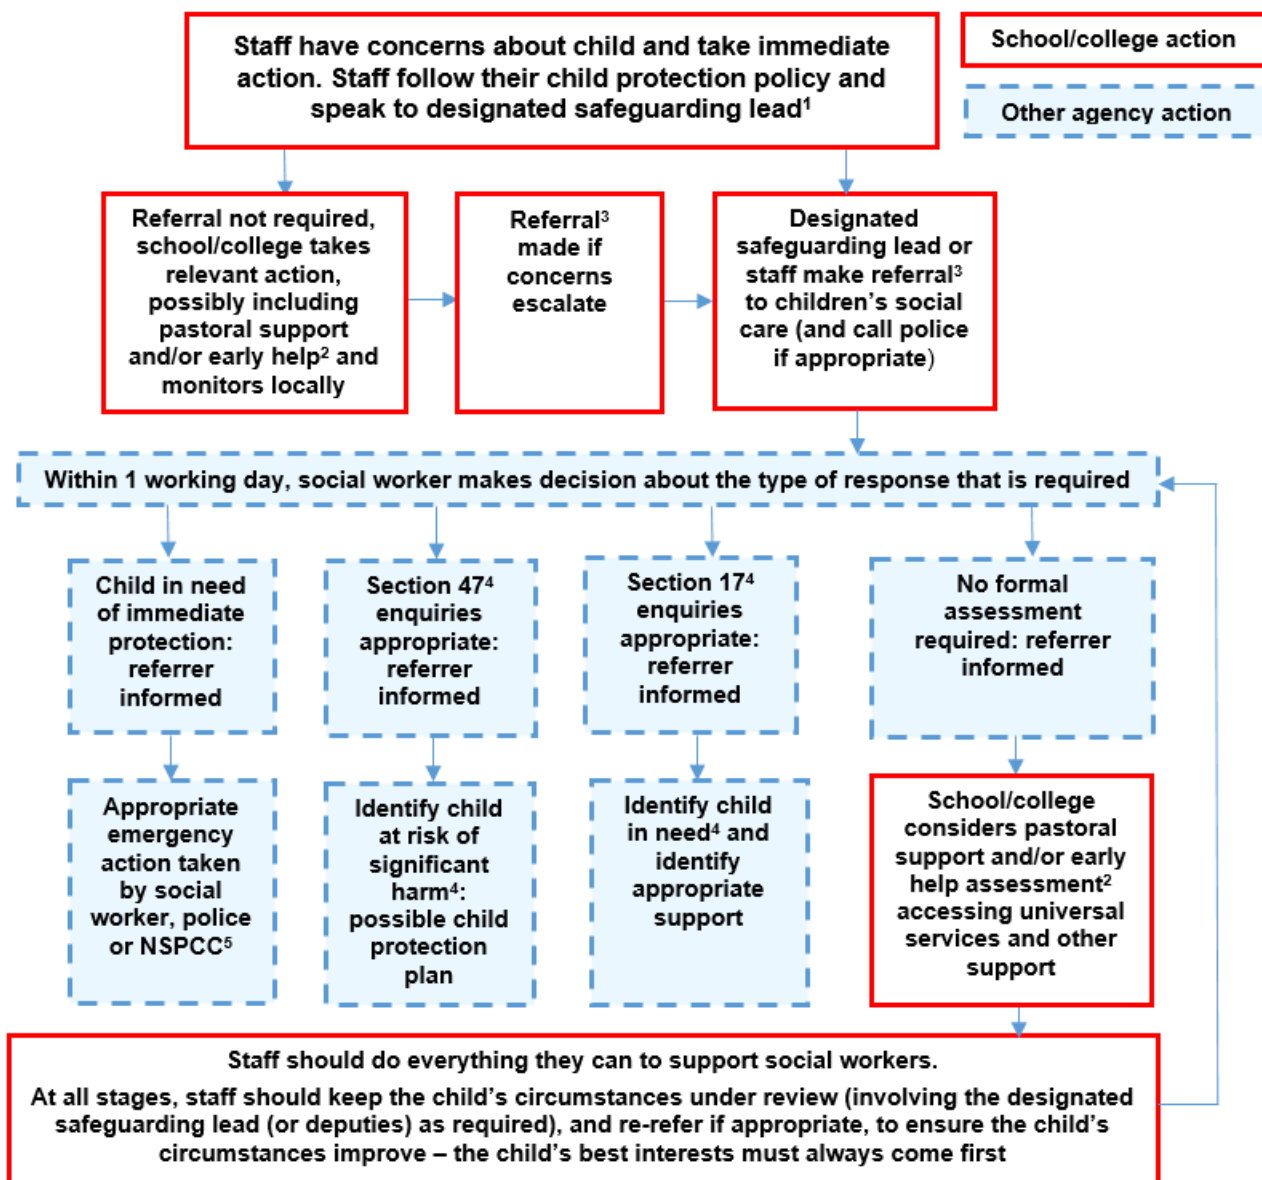 Staff have concerns about child and take immediate
action. Staff follow their child protection policy and
speak to designated safeguarding lead¹
School/college action
Other agency action
Referral not required,
school/college takes
relevant action,
possibly including
pastoral support
and/or early help² and
monitors locally
Referral³
made if
concerns
escalate
Designated
safeguarding lead or
staff make referral³
to children’s social
care (and call police
if appropriate)
Within 1 working day, social worker makes decision about the type of response that is required
Child in need
of immediate
protection:
referrer
informed
Section 47⁴
enquiries
appropriate:
referrer
informed
Section 17⁴
enquiries
appropriate:
referrer
informed
No formal
assessment
required: referrer
informed
Appropriate
emergency
action taken
by social
worker, police
or NSPCC⁵
Identify child
at risk of
significant
harm⁴:
possible child
protection
plan
Identify child
in need⁴ and
identify
appropriate
support
School/college
considers pastoral
support and/or early
help assessment²
accessing universal
services and other
support
Staff should do everything they can to support social workers.
At all stages, staff should keep the child’s circumstances under review (involving the designated
safeguarding lead (or deputies) as required), and re-refer if appropriate, to ensure the child’s
circumstances improve – the child’s best interests must always come first